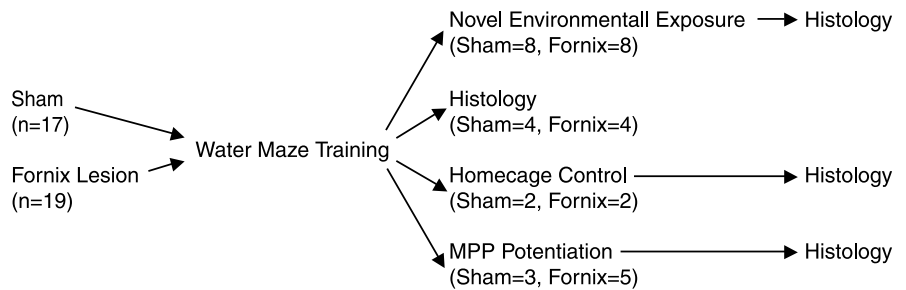 Novel Environmentall Exposure
Histology
(Sham=8, Fornix=8)
Sham
(n=17)
Histology
(Sham=4, Fornix=4)
Water Maze Training
Fornix Lesion
(n=19)
Homecage Control
Histology
(Sham=2, Fornix=2)
MPP Potentiation
Histology
(Sham=3, Fornix=5)